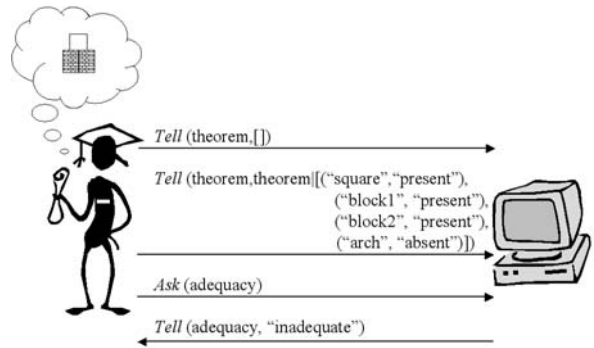 Tell (theorem,[])
Tell (theorem,theorem|[(“square”,“present”),
(“block1”, “present”),
(“block2”, “present”),
(“arch”, “absent”)])
Ask (adequacy)
Tell (adequacy, “inadequate”)